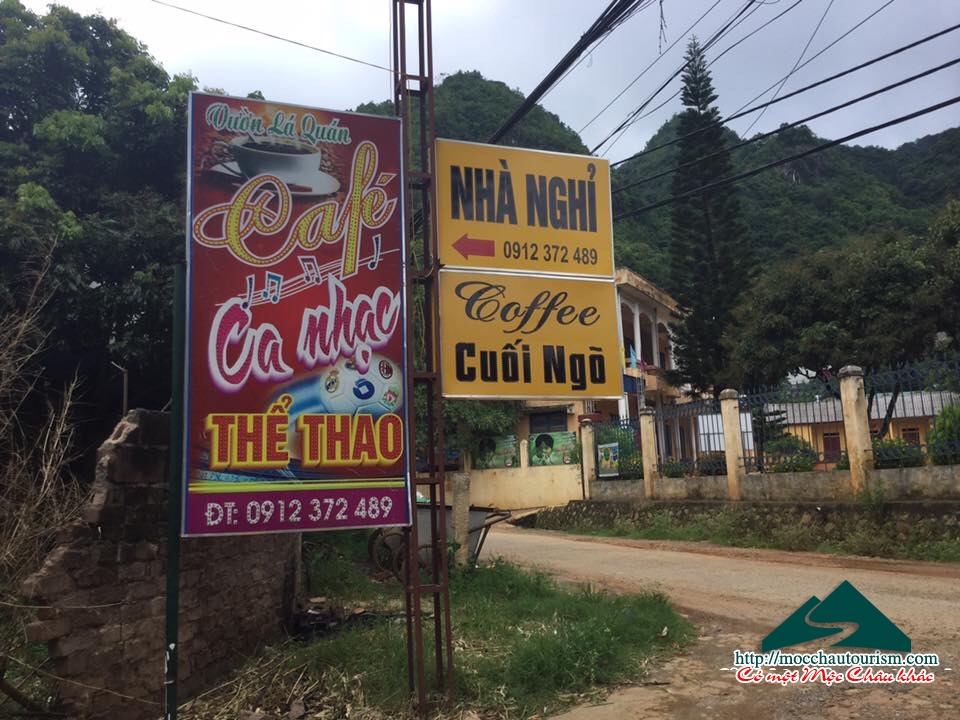 Vườn Lá Quán
Café
Ca nhạc
THỂ THAO
ĐT: 0912 372 489
NHÀ NGHỈ
0912 372 489
Coffee
Cuối Ngõ
http://mocchautourism.com
Có một Mộc Châu khác